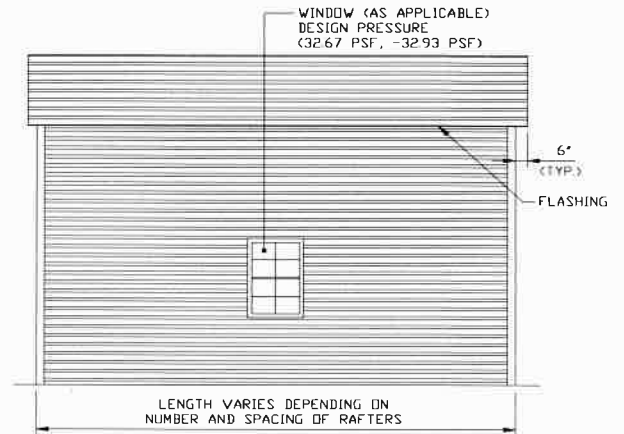 WINDOW (AS APPLICABLE)
DESIGN PRESSURE
(32.67 PSF, -32.93 PSF)
6"
(TYP.)
FLASHING
LENGTH VARIES DEPENDING ON
NUMBER AND SPACING OF RAFTERS